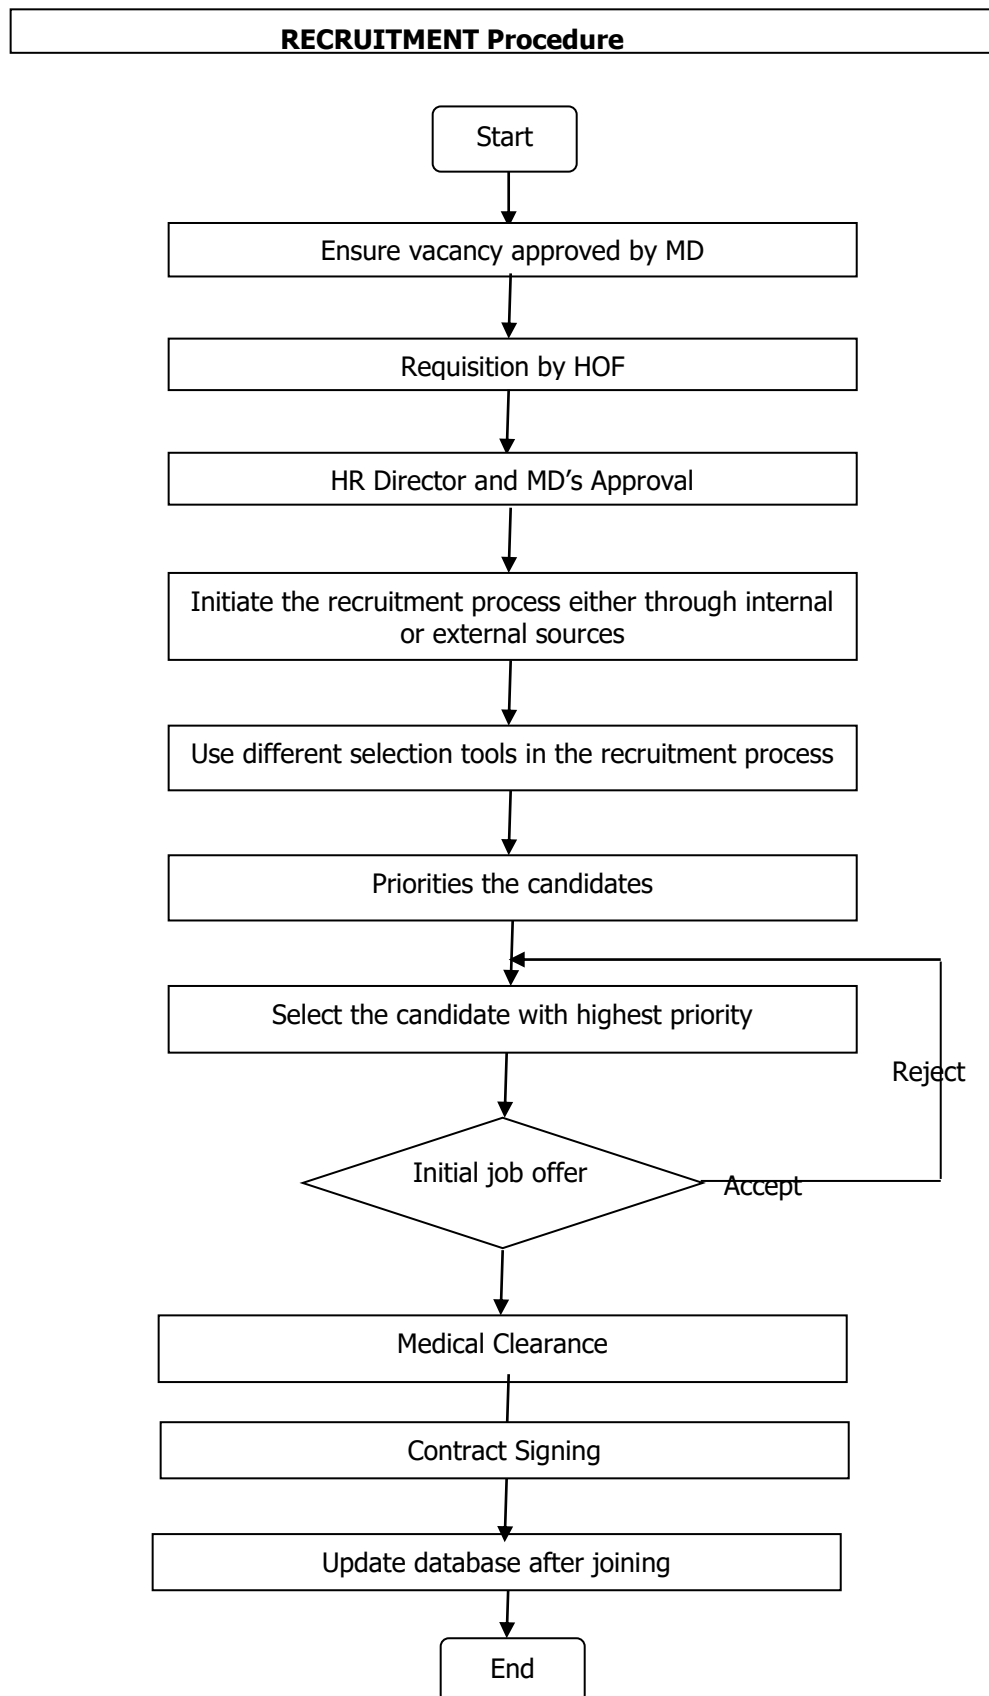 RECRUITMENT Procedure
Start
Ensure vacancy approved by MD
Requisition by HOF
HR Director and MD’s Approval
Initiate the recruitment process either through internal
or external sources
Use different selection tools in the recruitment process
Priorities the candidates
Select the candidate with highest priority
Reject
Initial job offer
Accept
Medical Clearance
Contract Signing
Update database after joining
End